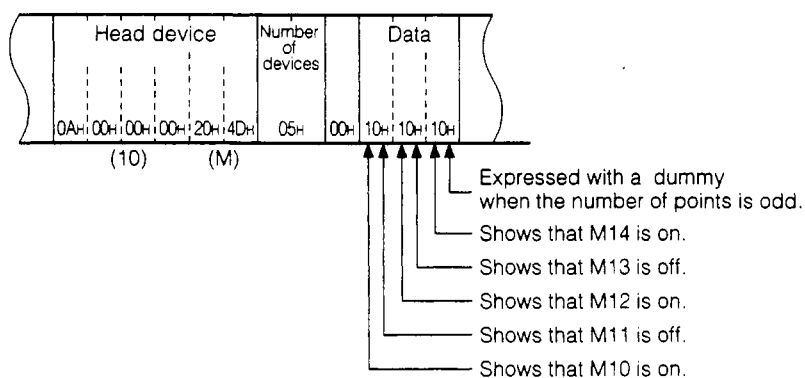 Head device
Number
of
devices
Data
0AH 00H 00H 00H 20H 4DH 05H 00H 10H 10H 10H
(10) (M)
Expressed with a dummy
when the number of points is odd.
Shows that M14 is on.
Shows that M13 is off.
Shows that M12 is on.
Shows that M11 is off.
Shows that M10 is on.